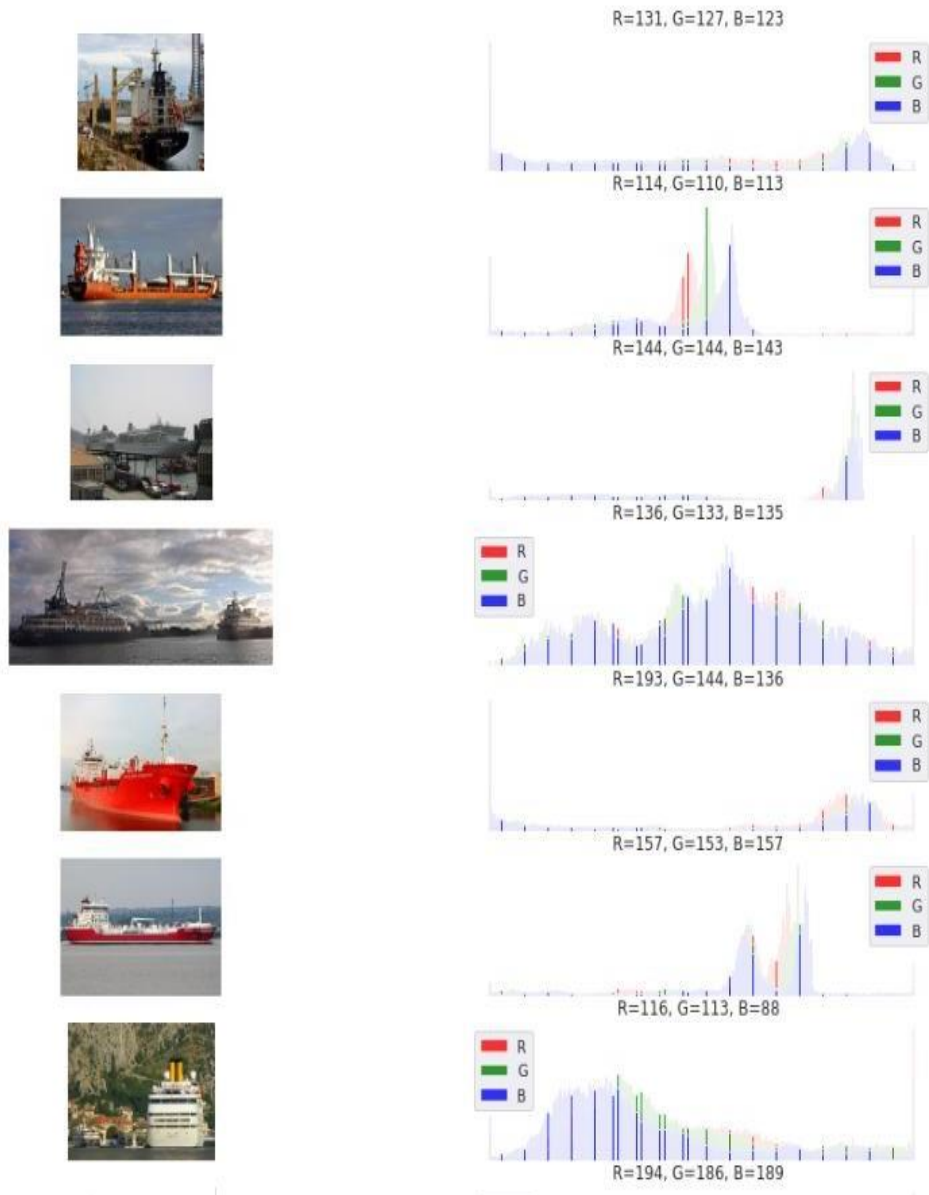 R=131, G=127, B=123
R
G
B
R=114, G=110, B=113
R
G
B
R=144, G=144, B=143
R
G
B
R=136, G=133, B=135
R
G
B
R=193, G=144, B=136
R
G
B
R=157, G=153, B=157
R
G
B
R=116, G=113, B=88
R
G
B
R=194, G=186, B=189